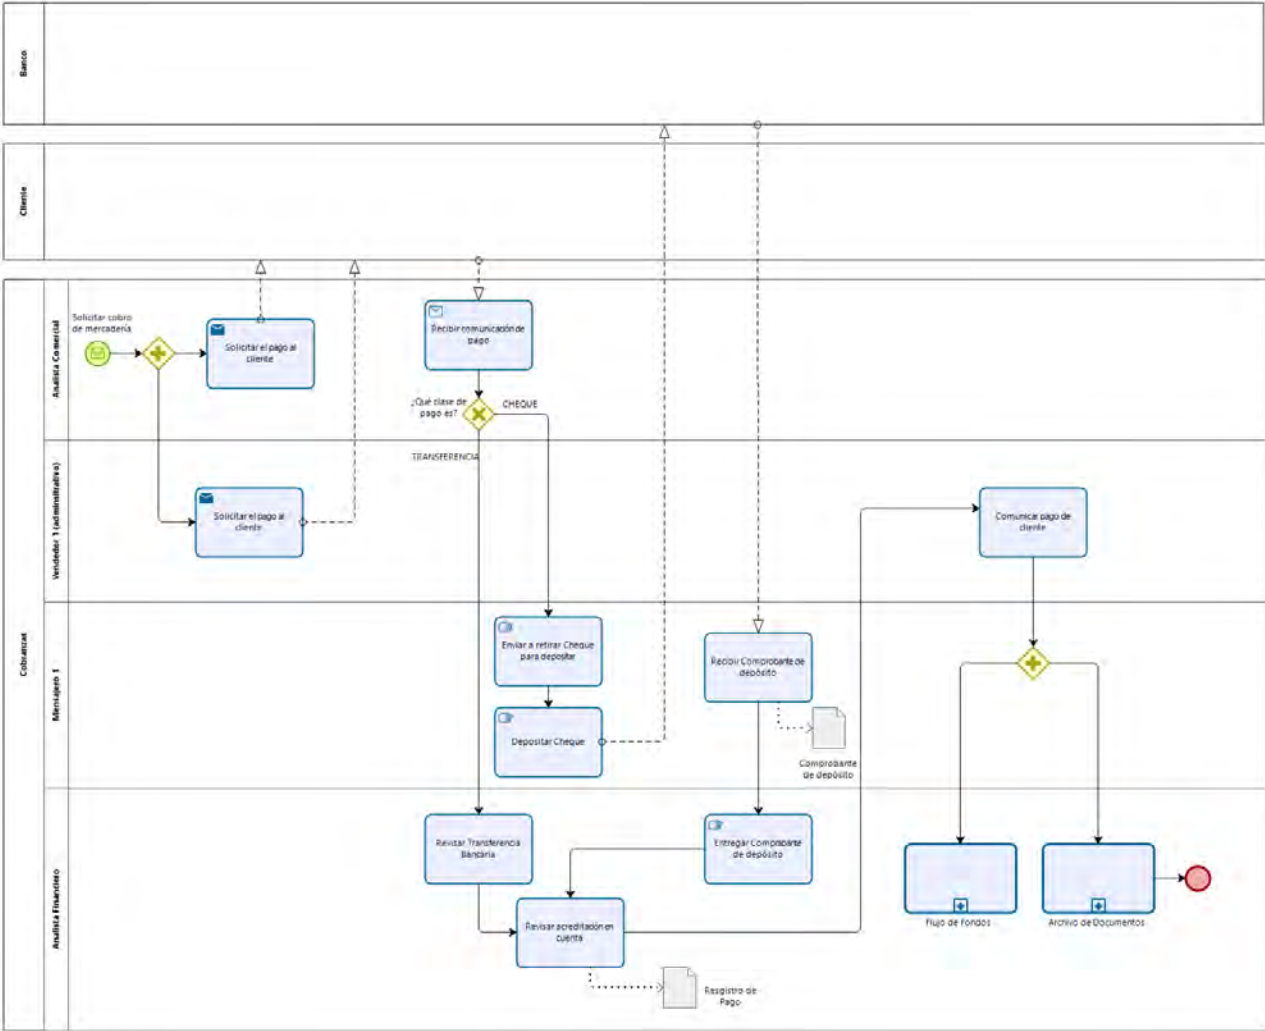 Banco
Cliente
Cobranzat
Analista Comercial
Solicitar cobro
de mercadería
Solicitar el pago al
cliente
Recibir comunicación de
pago
¿Qué clase de
pago es?
CHEQUE
TRANSFERENCIA
Vendedor 1 (administrativo)
Solicitar el pago al
cliente
Comunicar pago de
cliente
Mensajero 1
Enviar a retirar Cheque
para depositar
Depositar Cheque
Recibir Comprobante de
depósito
Comprobante
de depósito
Analista Financiero
Revisar Transferencia
Bancaria
Entregar Comprobante
de depósito
Revisar acreditación en
cuenta
Resgistro de
Pago
Flujo de Fondos
Archivo de Documentos